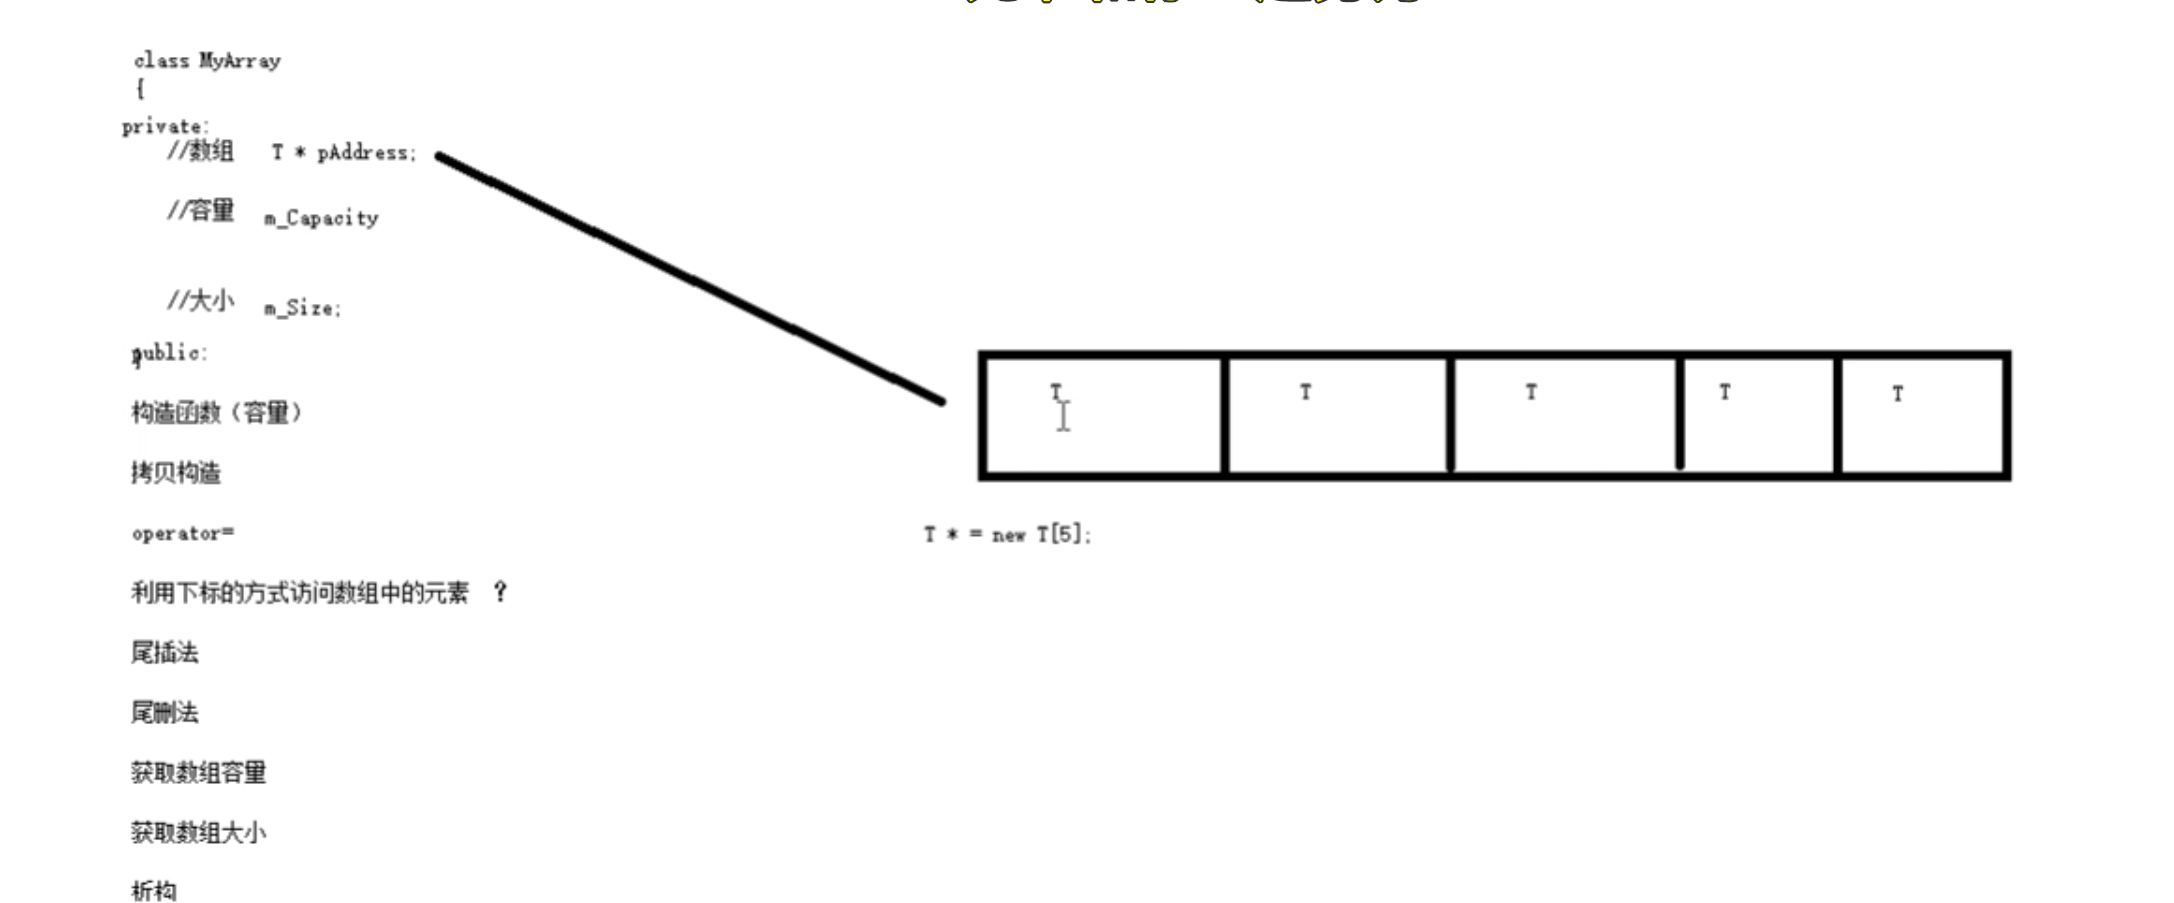 class MyArray
{
private:
//数组 T * pAddress;
//容量 m_Capacity
//大小 m_Size;
public:
构造函数（容量）
拷贝构造
operator=
利用下标的方式访问数组中的元素 ？
尾插法
尾删法
获取数组容量
获取数组大小
析构
T T T T T
T * = new T[5];